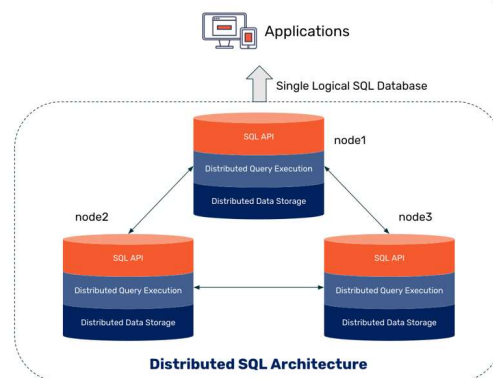 Applications
Single Logical SQL Database
SQL API
node1
Distributed Query Execution
Distributed Data Storage
node2
node3
SQL API
SQL API
Distributed Query Execution
Distributed Query Execution
Distributed Data Storage
Distributed Data Storage
Distributed SQL Architecture